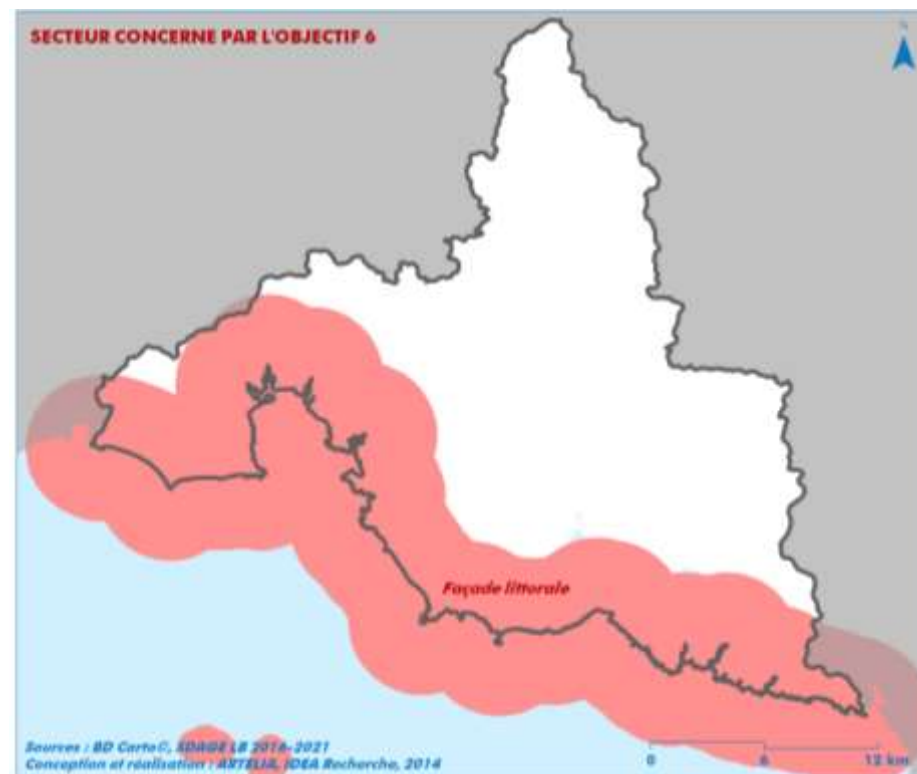 SECTEUR CONCERNE PAR L'OBJECTIF 6
N
Façade littorale
Sources : BD Carto©, SDAGE LB 2016-2021
Conception et réalisation : ARTELIA, IDEA Recherche, 2014
0 6 12 km